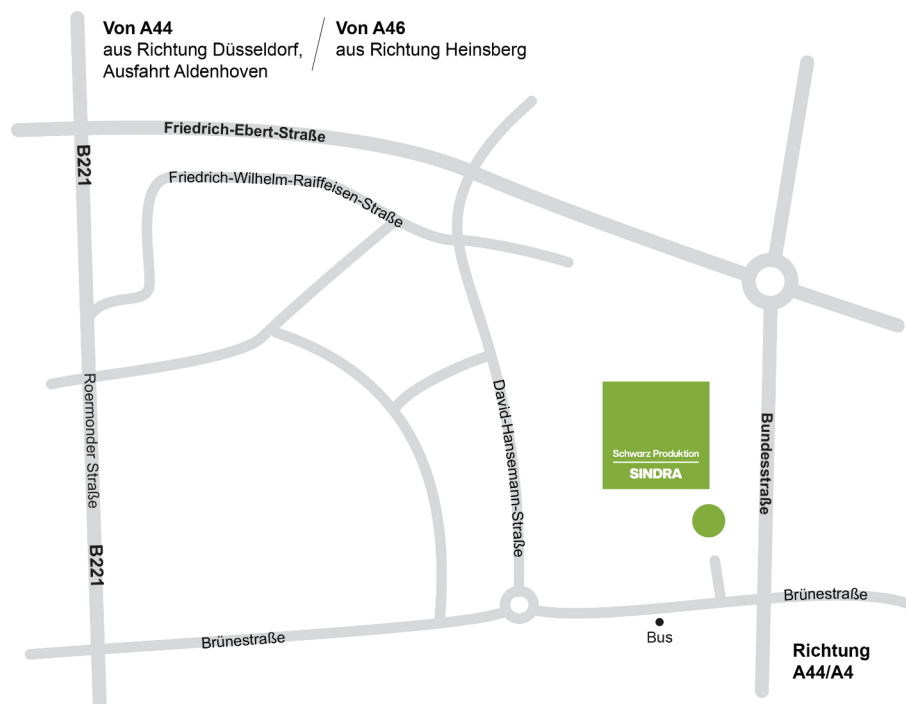 Von A44
aus Richtung Düsseldorf,
Ausfahrt Aldenhoven
Von A46
aus Richtung Heinsberg
Friedrich-Ebert-Straße
B221
Friedrich-Wilhelm-Raiffeisen-Straße
Roermonder Straße
David-Hansemann-Straße
Schwarz Produktion
SINDRA
Bundesstraße
B221
Brünestraße
Brünestraße
Bus
Richtung
A44/A4